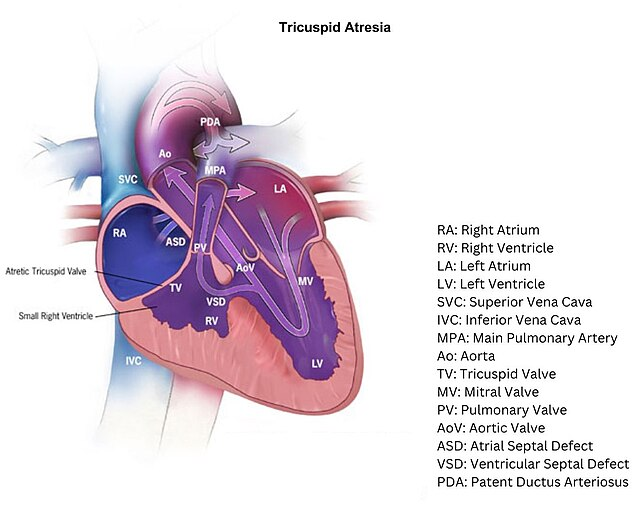 Tricuspid Atresia
PDA
Ao
MPA
SVC
LA
RA
ASD
PV
AoV
Atretic Tricuspid Valve
TV
MV
VSD
Small Right Ventricle
RV
IVC
LV
RA: Right Atrium
RV: Right Ventricle
LA: Left Atrium
LV: Left Ventricle
SVC: Superior Vena Cava
IVC: Inferior Vena Cava
MPA: Main Pulmonary Artery
Ao: Aorta
TV: Tricuspid Valve
MV: Mitral Valve
PV: Pulmonary Valve
AoV: Aortic Valve
ASD: Atrial Septal Defect
VSD: Ventricular Septal Defect
PDA: Patent Ductus Arteriosus